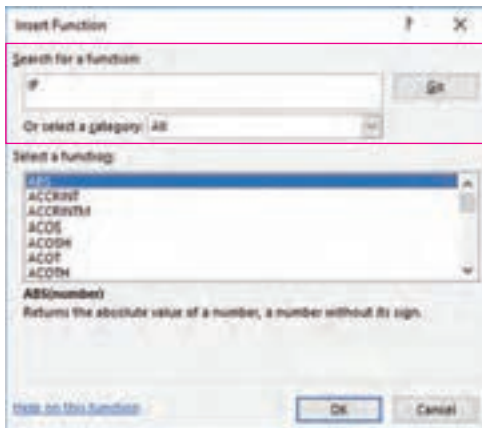 Insert Function ? ×
Search for a function:
IF
Go
Or select a category: All
Select a function:
ABS
ACCRINT
ACCRINTM
ACOS
ACOSH
ACOT
ACOTH
ABS(number)
Returns the absolute value of a number, a number without its sign.
Help on this function
OK Cancel